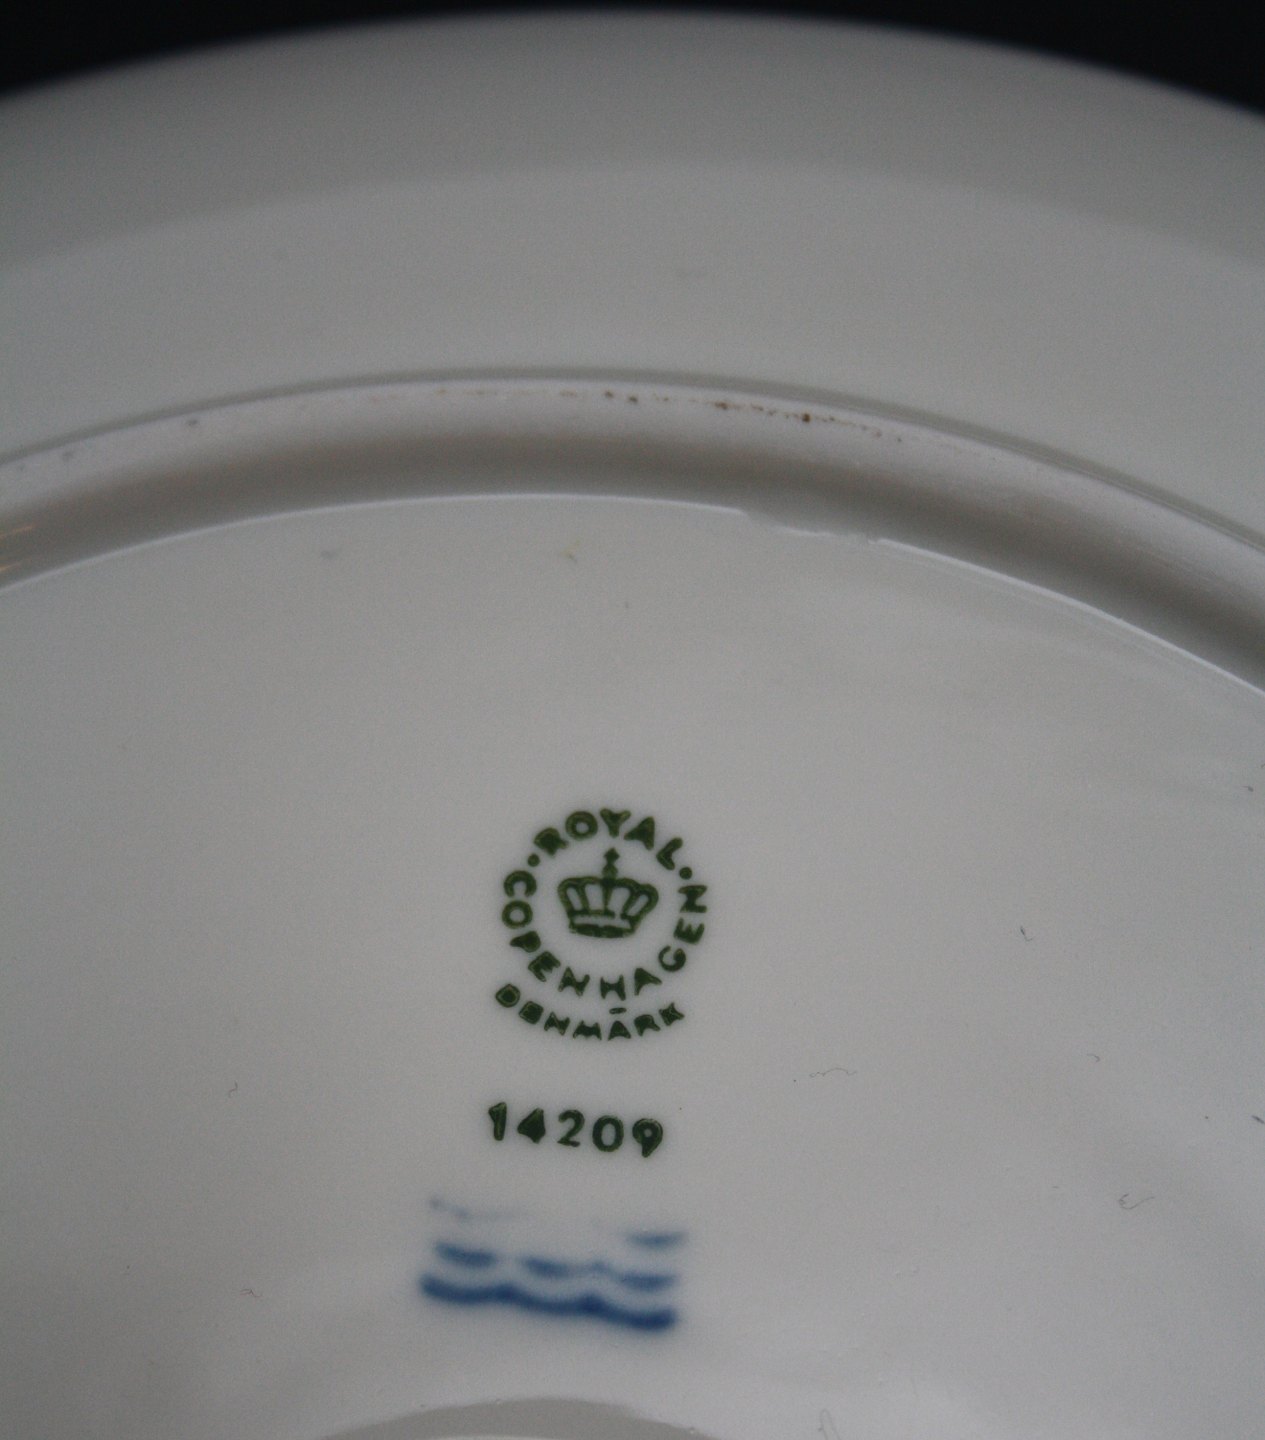 ROYAL
COPENHAGEN
DENMARK
14209